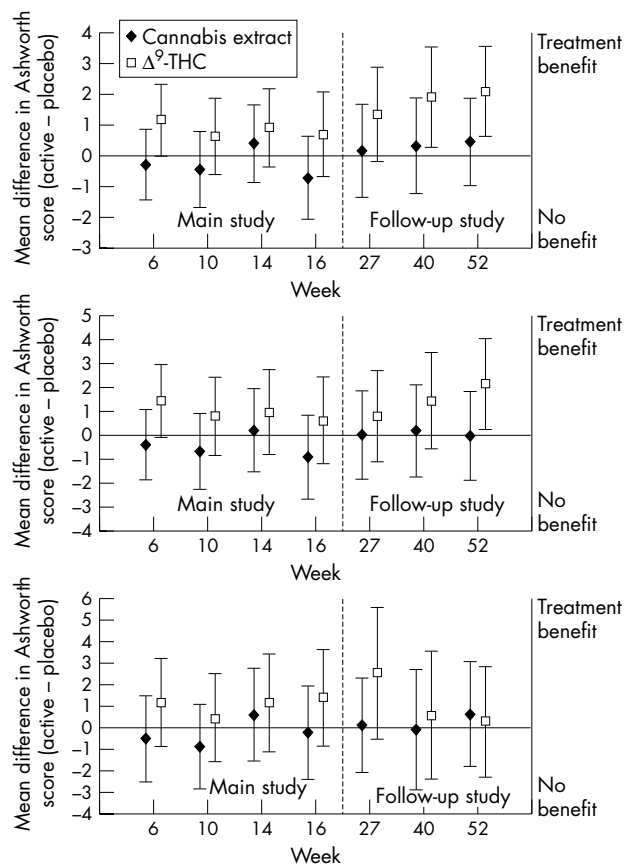 Mean difference in Ashworth
score (active – placebo)
4
3
2
1
0
–1
–2
–3
Cannabis extract
Δ⁹-THC
Treatment
benefit
Main study
Follow-up study
No
benefit
6
10
14
16
27
40
52
Week
Mean difference in Ashworth
score (active – placebo)
5
4
3
2
1
0
–1
–2
–3
–4
Treatment
benefit
Main study
Follow-up study
No
benefit
6
10
14
16
27
40
52
Week
Mean difference in Ashworth
score (active – placebo)
6
5
4
3
2
1
0
–1
–2
–3
–4
Treatment
benefit
Main study
Follow-up study
No
benefit
6
10
14
16
27
40
52
Week